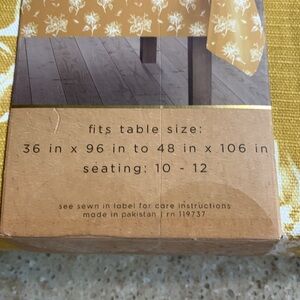 fits table size:
36 in x 96 in to 48 in x 106 in
seating: 10 - 12
see sewn in label for care instructions
made in pakistan | rn 119737